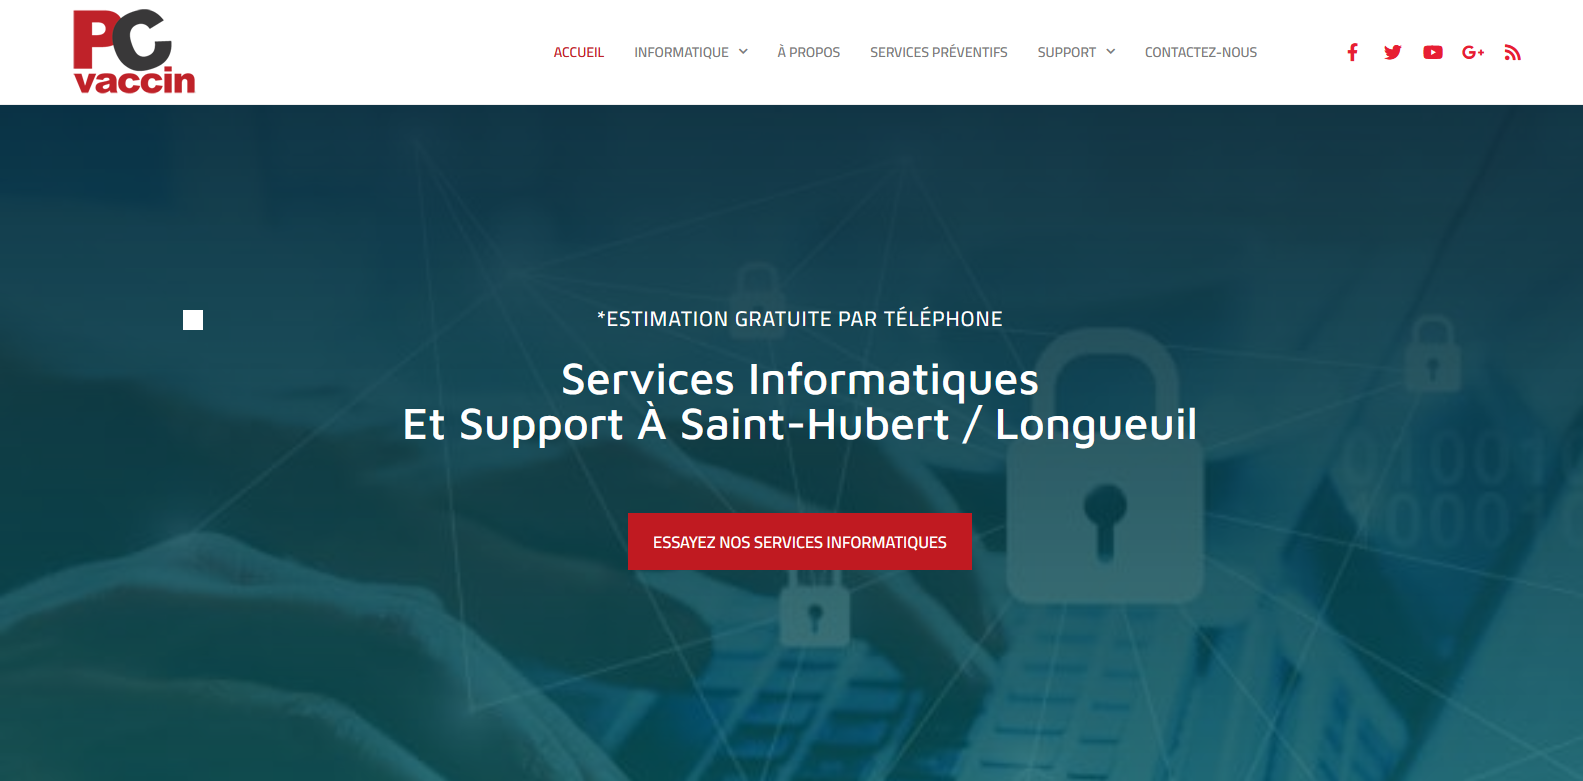 PC
vaccin
ACCUEIL
INFORMATIQUE
À PROPOS
SERVICES PRÉVENTIFS
SUPPORT
CONTACTEZ-NOUS
G+
*ESTIMATION GRATUITE PAR TÉLÉPHONE
Services Informatiques
Et Support À Saint-Hubert / Longueuil
ESSAYEZ NOS SERVICES INFORMATIQUES